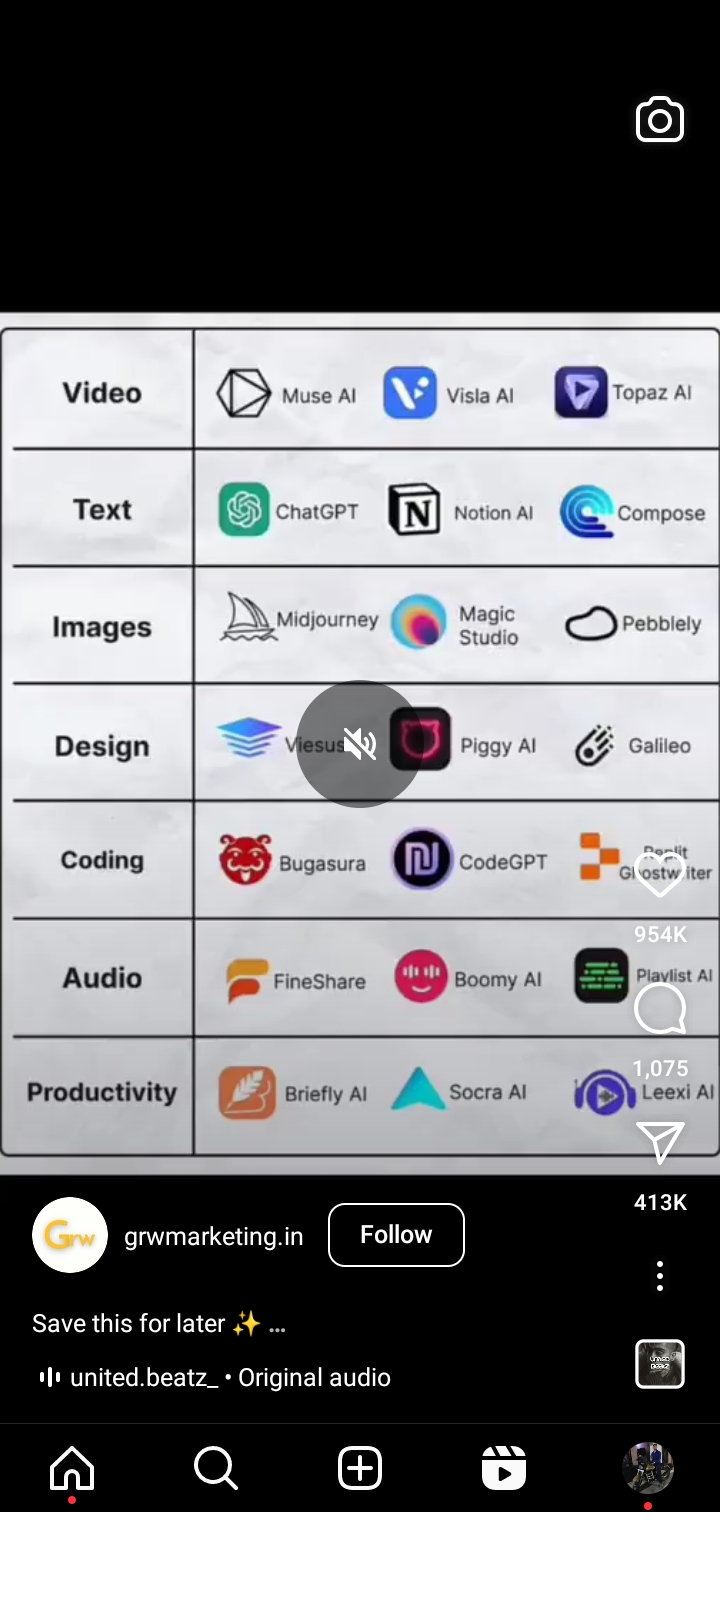 Video
Muse AI
Visla AI
Topaz AI
Text
ChatGPT
Notion AI
Compose
Images
Midjourney
Magic
Studio
Pebblely
Design
Viesus
Piggy AI
Galileo
Coding
Bugasura
CodeGPT
Replit
Ghostwriter
954K
Audio
FineShare
Boomy AI
Playlist AI
1,075
Productivity
Briefly AI
Socra AI
Leexi AI
413K
Grw
grwmarketing.in
Follow
Save this for later ✨ ...
united.beatz_ • Original audio